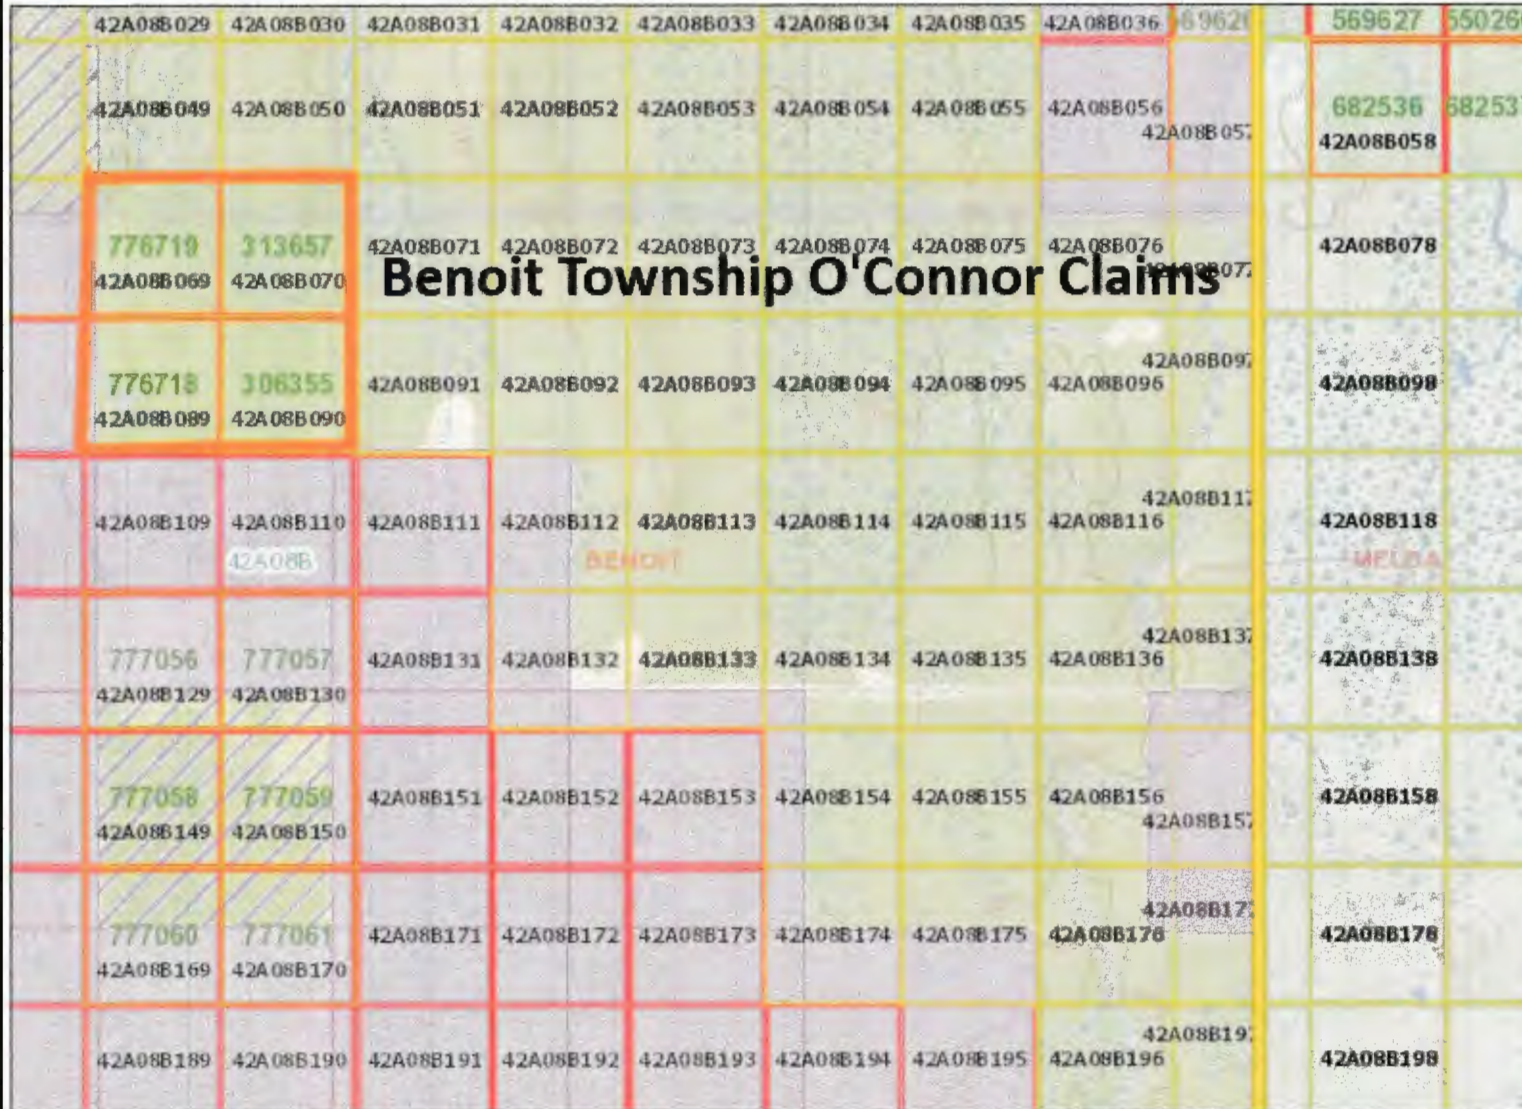 42A08B029 42A08B030 42A08B031 42A08B032 42A08B033 42A08B034 42A08B035 42A08B036 569627
42A08B049 42A08B050 42A08B051 42A08B052 42A08B053 42A08B054 42A08B055 42A08B056 682536
42A08B058
776719 313657 42A08B071 42A08B072 42A08B073 42A08B074 42A08B075 42A08B076 42A08B078
42A08B069 42A08B070 Benoit Township O'Connor Claims
776718 306355 42A08B091 42A08B092 42A08B093 42A08B094 42A08B095 42A08B096 42A08B098
42A08B089 42A08B090
42A08B109 42A08B110 42A08B111 42A08B112 42A08B113 42A08B114 42A08B115 42A08B116 42A08B118
42A08B BENOIT MELBA
777056 777057 42A08B131 42A08B132 42A08B133 42A08B134 42A08B135 42A08B136 42A08B138
42A08B129 42A08B130
777058 777059 42A08B151 42A08B152 42A08B153 42A08B154 42A08B155 42A08B156 42A08B158
42A08B149 42A08B150
777060 777061 42A08B171 42A08B172 42A08B173 42A08B174 42A08B175 42A08B176 42A08B178
42A08B169 42A08B170
42A08B189 42A08B190 42A08B191 42A08B192 42A08B193 42A08B194 42A08B195 42A08B196 42A08B198